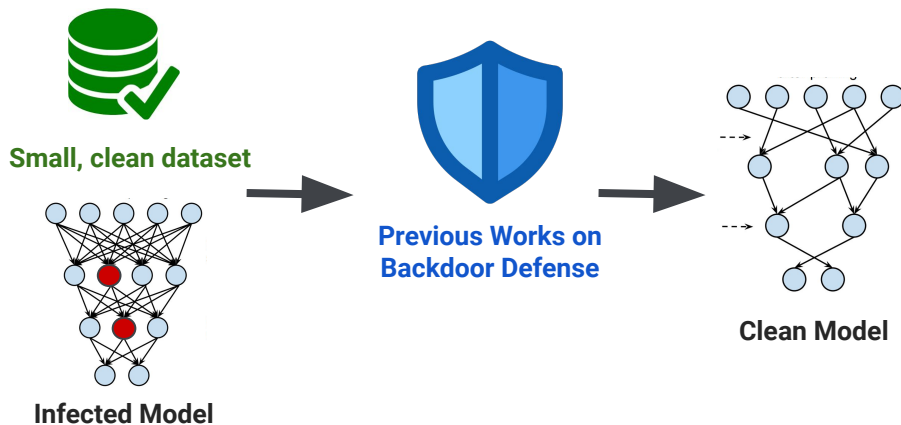 Small, clean dataset
Infected Model
Previous Works on
Backdoor Defense
Clean Model